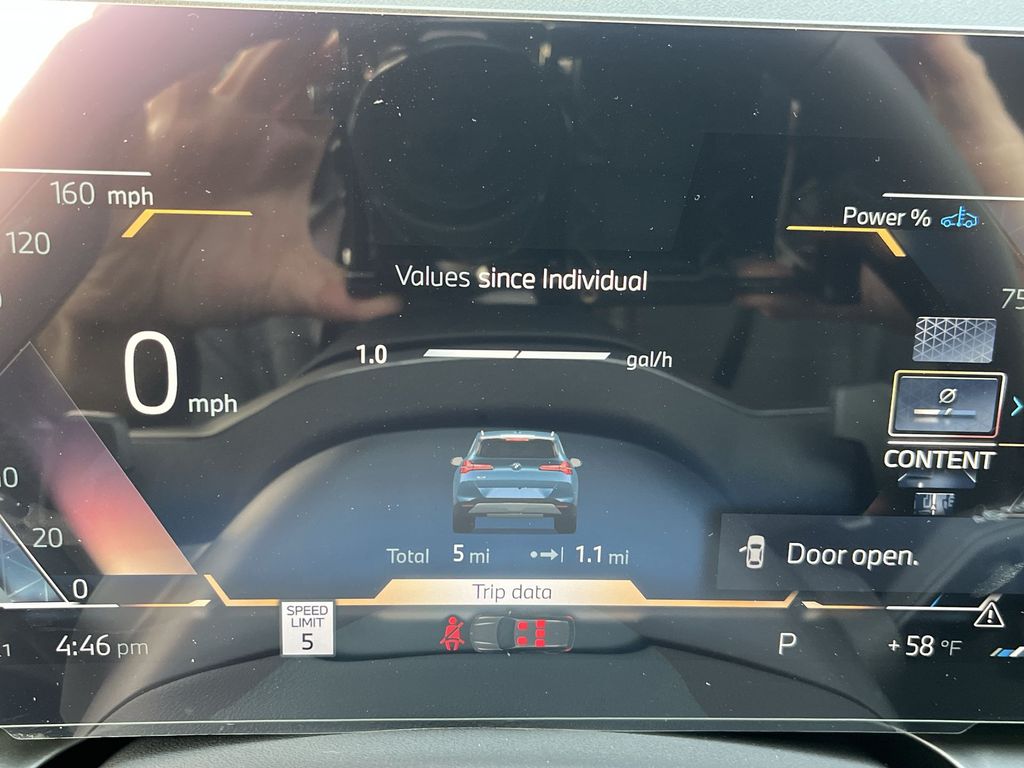 160 mph
Power %
120
75
Values since Individual
1.0 gal/h
0 mph
CONTENT
20
Total 5 mi 1.1 mi
Door open.
0
Trip data
SPEED
LIMIT
5
4:46 pm
P
+58 °F